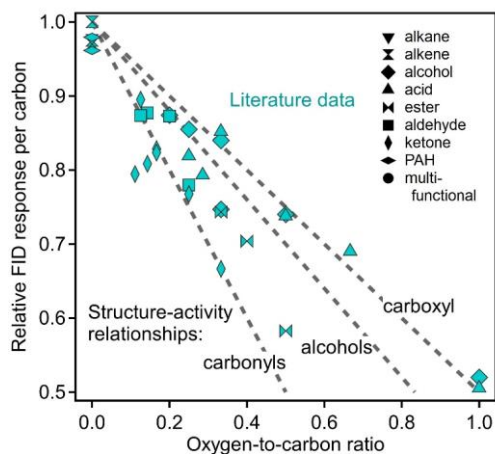 Relative FID response per carbon
1.0
0.9
0.8
0.7
0.6
0.5
Literature data
alkane
alkene
alcohol
acid
ester
aldehyde
ketone
PAH
multi-
functional
Structure-activity
relationships:
carbonyls
alcohols
carboxyl
0.0
0.2
0.4
0.6
0.8
1.0
Oxygen-to-carbon ratio